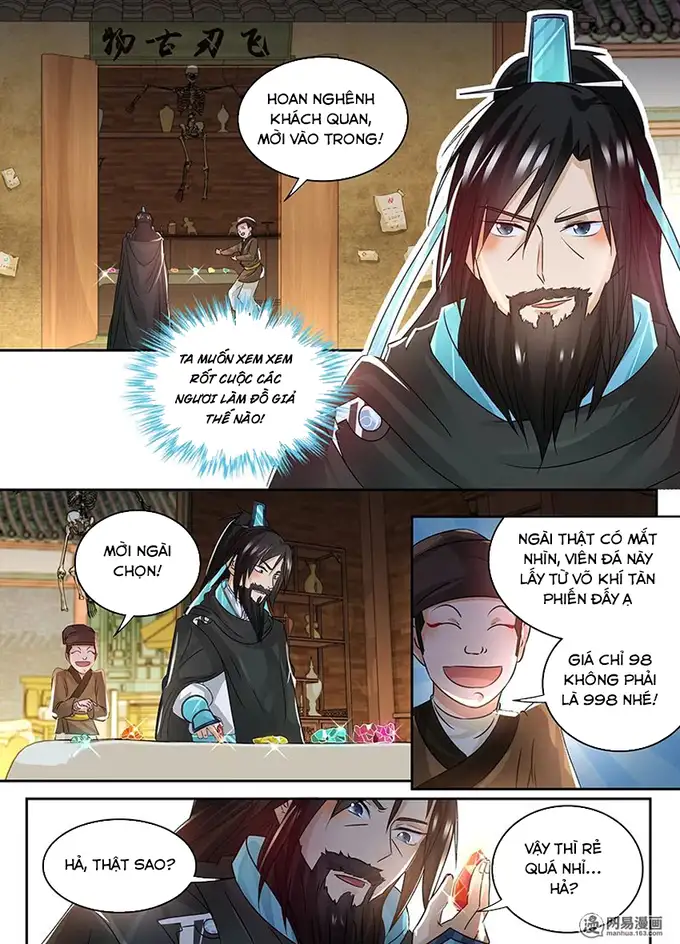 物古刃飞
HOAN NGHÊNH
KHÁCH QUAN,
MỜI VÀO TRONG!
TA MUỐN XEM XEM
RỐT CUỘC CÁC
NGƯƠI LÀM ĐỒ GIẢ
THẾ NÀO!
MỜI NGÀI
CHỌN!
NGÀI THẬT CÓ MẮT
NHÌN, VIÊN ĐÁ NÀY
LẤY TỪ VÕ KHÍ TÀN
PHIẾN ĐẤY Ạ
GIÁ CHỈ 98
KHÔNG PHẢI
LÀ 998 NHÉ!
HẢ, THẬT SAO?
VẬY THÌ RẺ
QUÁ NHỈ...
HẢ?
网易漫画
manhua.163.com